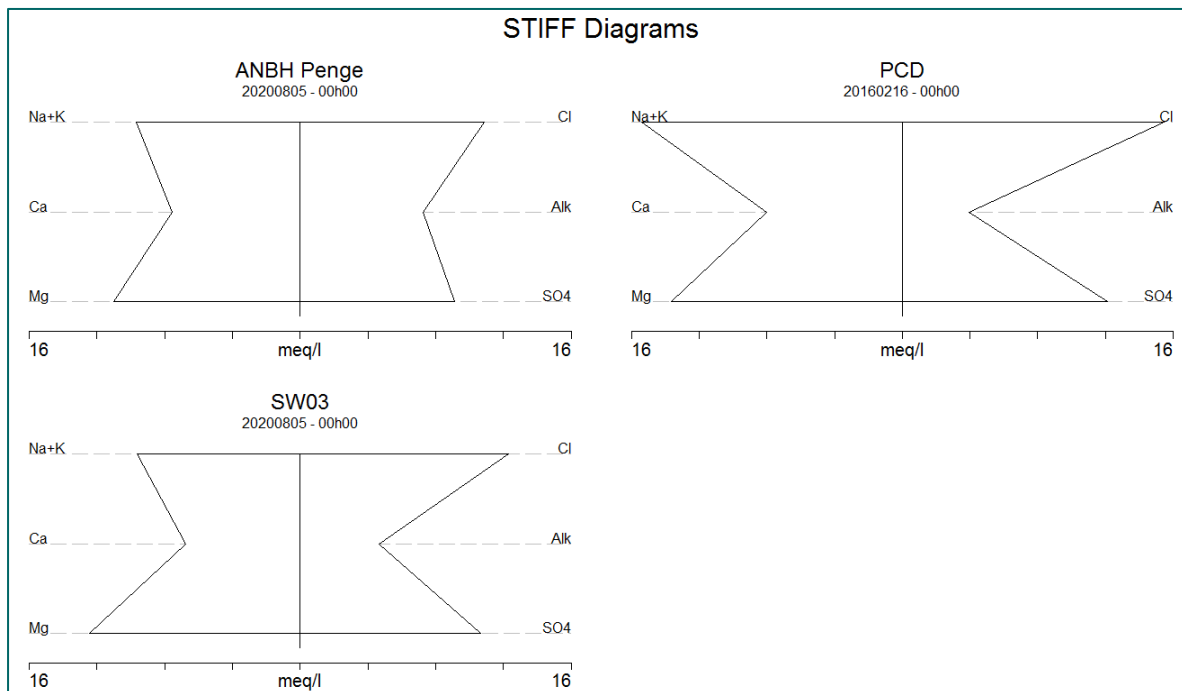 STIFF Diagrams
ANBH Penge
20200805 - 00h00
Na+K Cl
Ca Alk
Mg SO4
16 meq/l 16
PCD
20160216 - 00h00
Na+K Cl
Ca Alk
Mg SO4
16 meq/l 16
SW03
20200805 - 00h00
Na+K Cl
Ca Alk
Mg SO4
16 meq/l 16